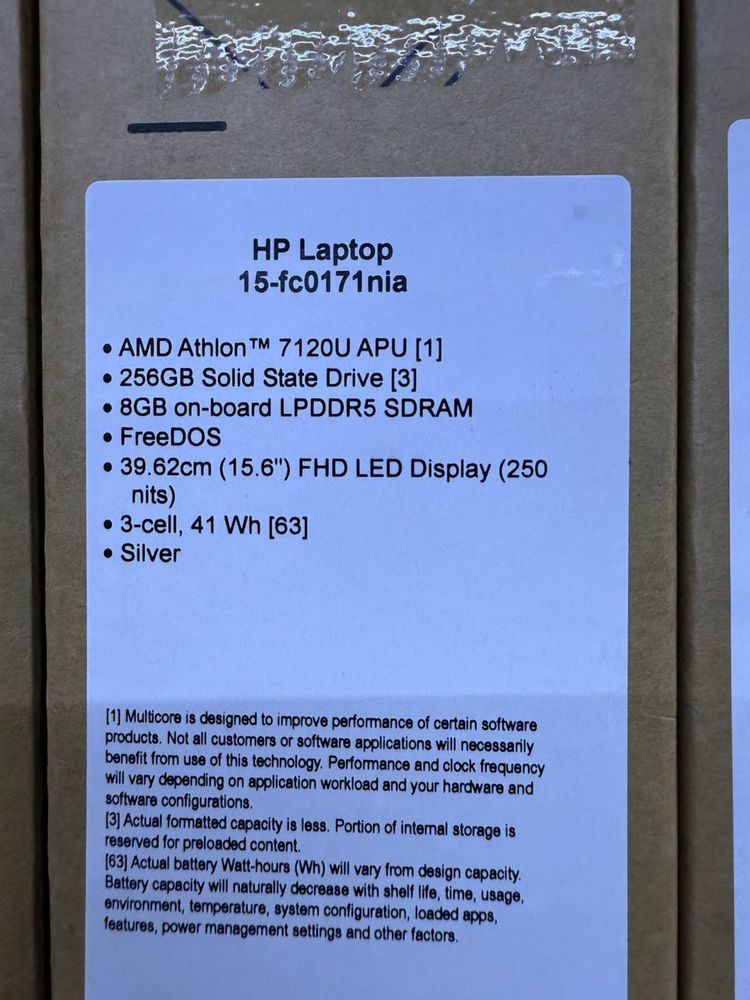 HP Laptop
15-fc0171nia
• AMD Athlon™ 7120U APU [1]
• 256GB Solid State Drive [3]
• 8GB on-board LPDDR5 SDRAM
• FreeDOS
• 39.62cm (15.6") FHD LED Display (250
nits)
• 3-cell, 41 Wh [63]
• Silver
[1] Multicore is designed to improve performance of certain software
products. Not all customers or software applications will necessarily
benefit from use of this technology. Performance and clock frequency
will vary depending on application workload and your hardware and
software configurations.
[3] Actual formatted capacity is less. Portion of internal storage is
reserved for preloaded content.
[63] Actual battery Watt-hours (Wh) will vary from design capacity.
Battery capacity will naturally decrease with shelf life, time, usage,
environment, temperature, system configuration, loaded apps,
features, power management settings and other factors.